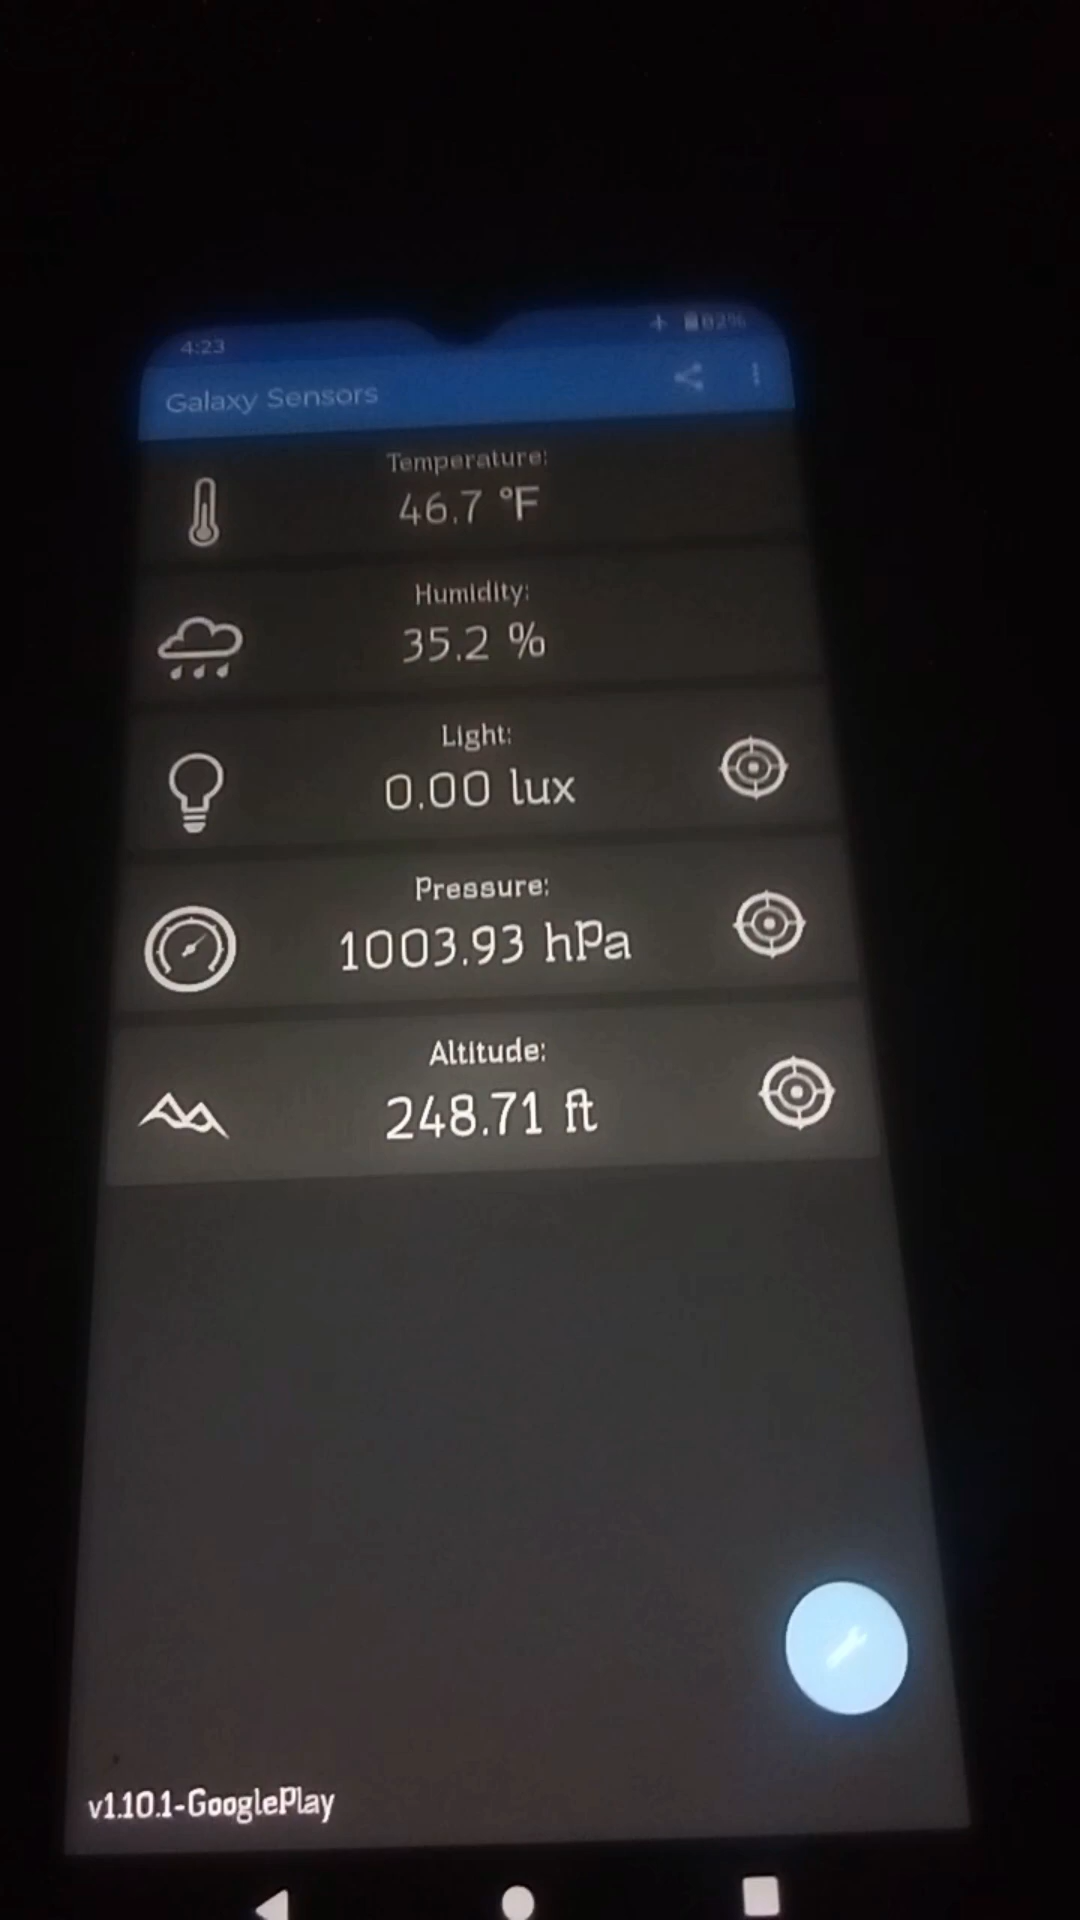 4:23
82%
Galaxy Sensors
Temperature:
46.7 °F
Humidity:
35.2 %
Light:
0.00 lux
Pressure:
1003.93 hPa
Altitude:
248.71 ft
v1.10.1-GooglePlay